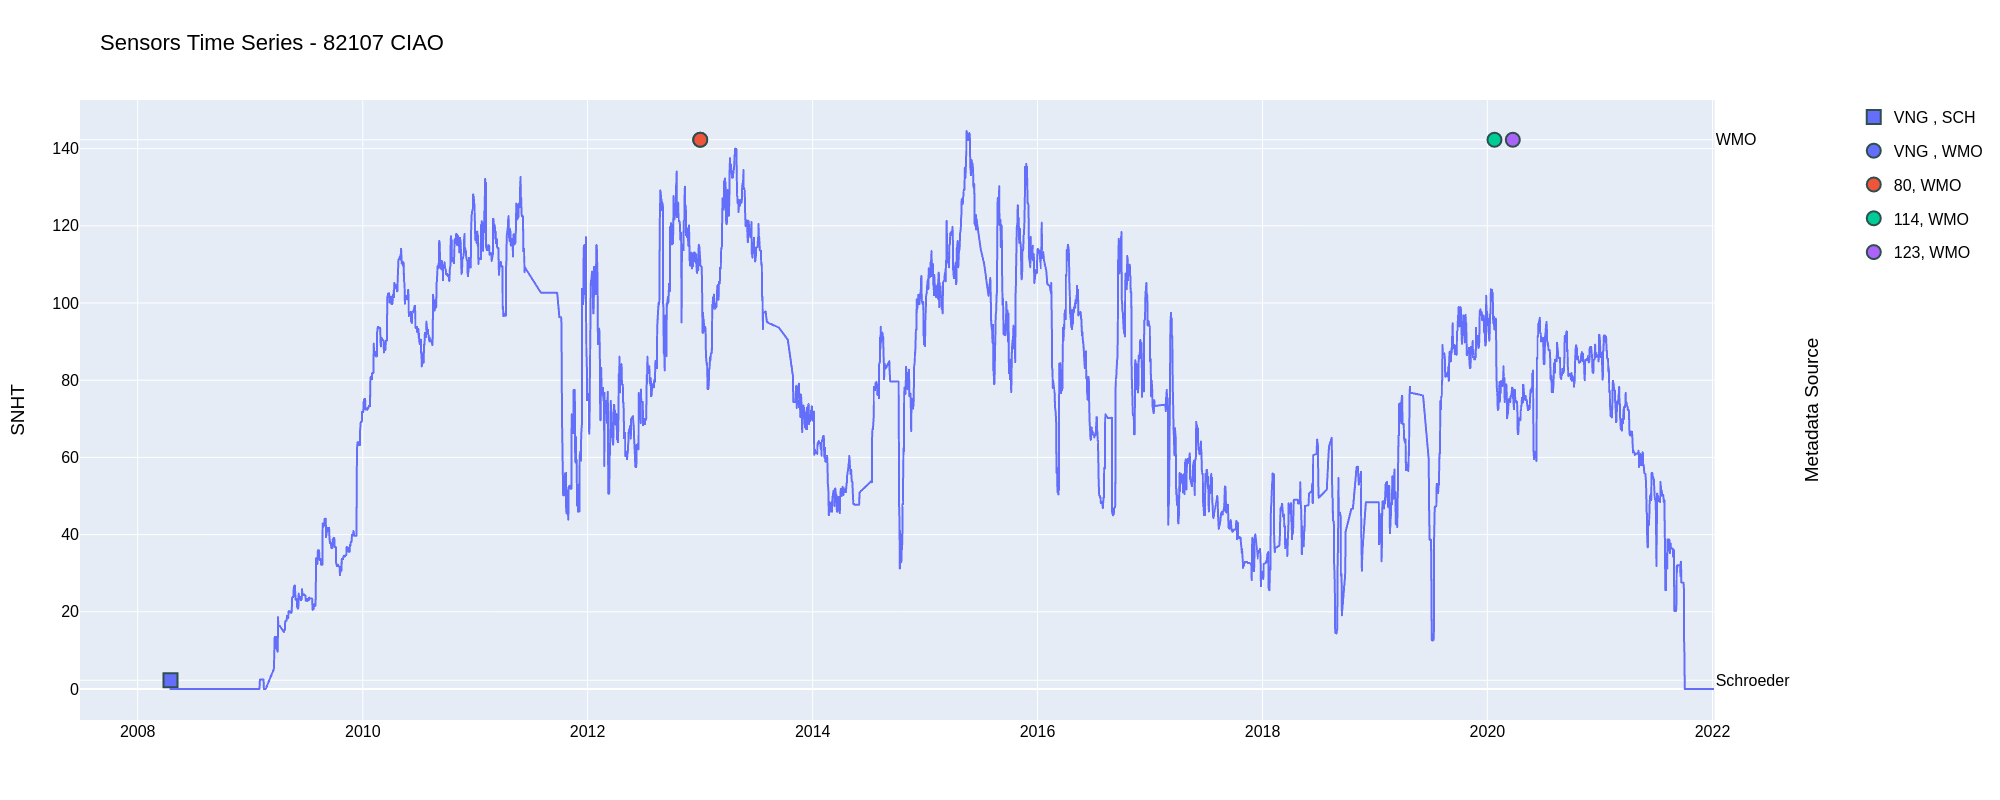 Sensors Time Series - 82107 CIAO
SNHT
140
120
100
80
60
40
20
0
2008
2010
2012
2014
2016
2018
2020
2022
WMO
Schroeder
Metadata Source
VNG , SCH
VNG , WMO
80, WMO
114, WMO
123, WMO